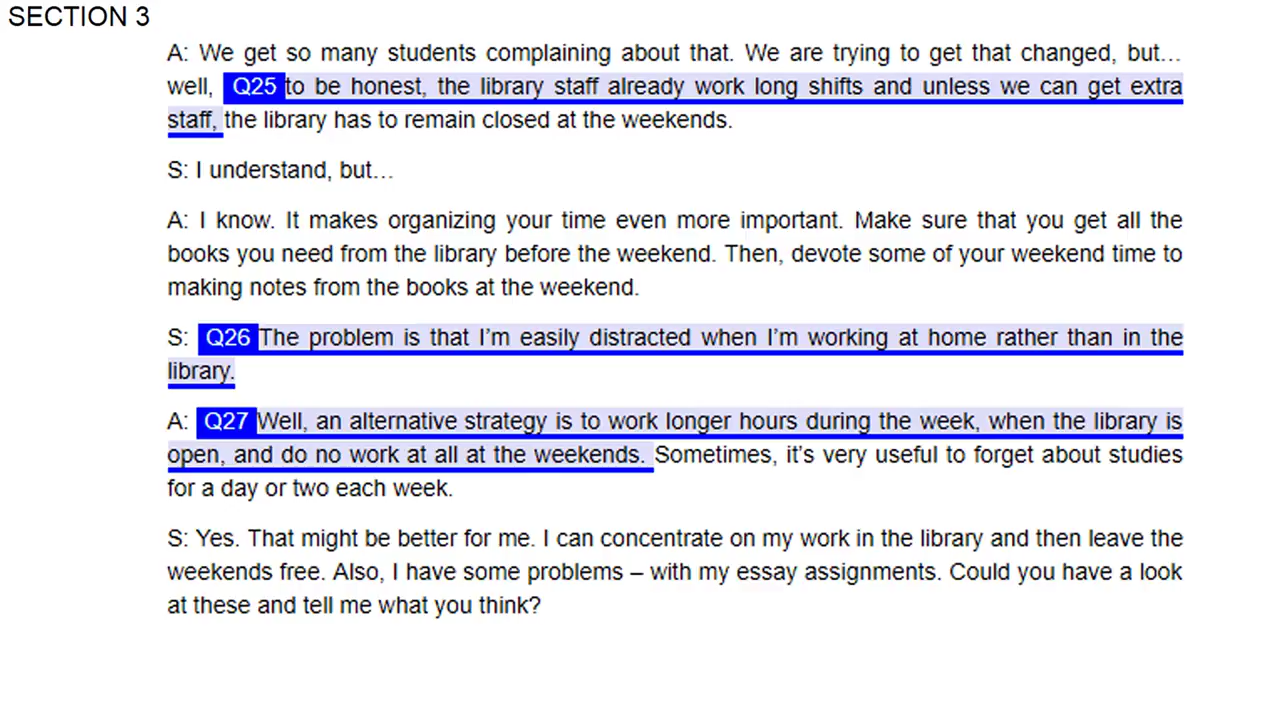 SECTION 3
A: We get so many students complaining about that. We are trying to get that changed, but…
well, Q25 to be honest, the library staff already work long shifts and unless we can get extra
staff, the library has to remain closed at the weekends.
S: I understand, but…
A: I know. It makes organizing your time even more important. Make sure that you get all the
books you need from the library before the weekend. Then, devote some of your weekend time to
making notes from the books at the weekend.
S: Q26 The problem is that I’m easily distracted when I’m working at home rather than in the
library.
A: Q27 Well, an alternative strategy is to work longer hours during the week, when the library is
open, and do no work at all at the weekends. Sometimes, it’s very useful to forget about studies
for a day or two each week.
S: Yes. That might be better for me. I can concentrate on my work in the library and then leave the
weekends free. Also, I have some problems – with my essay assignments. Could you have a look
at these and tell me what you think?